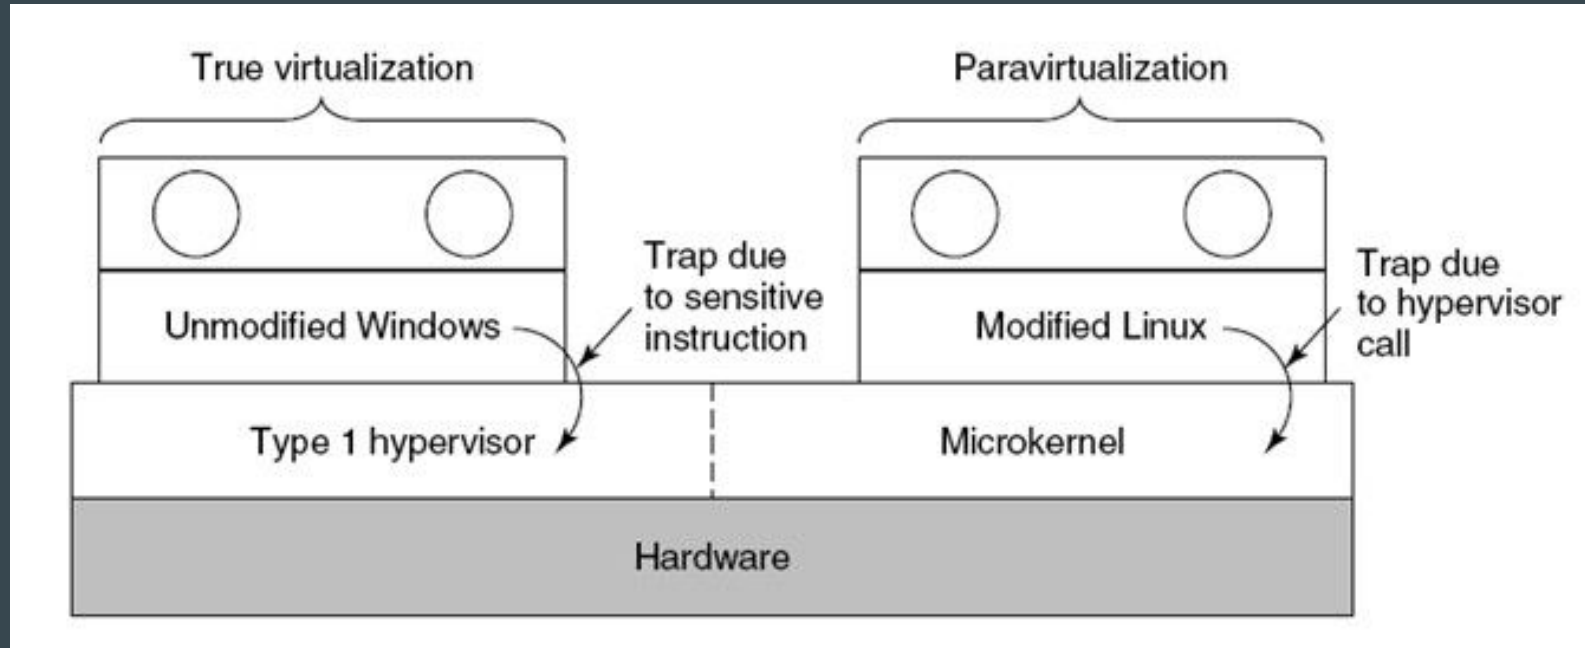 True virtualization
Paravirtualization
Trap due
to sensitive
instruction
Trap due
to hypervisor
call
Unmodified Windows
Modified Linux
Type 1 hypervisor
Microkernel
Hardware